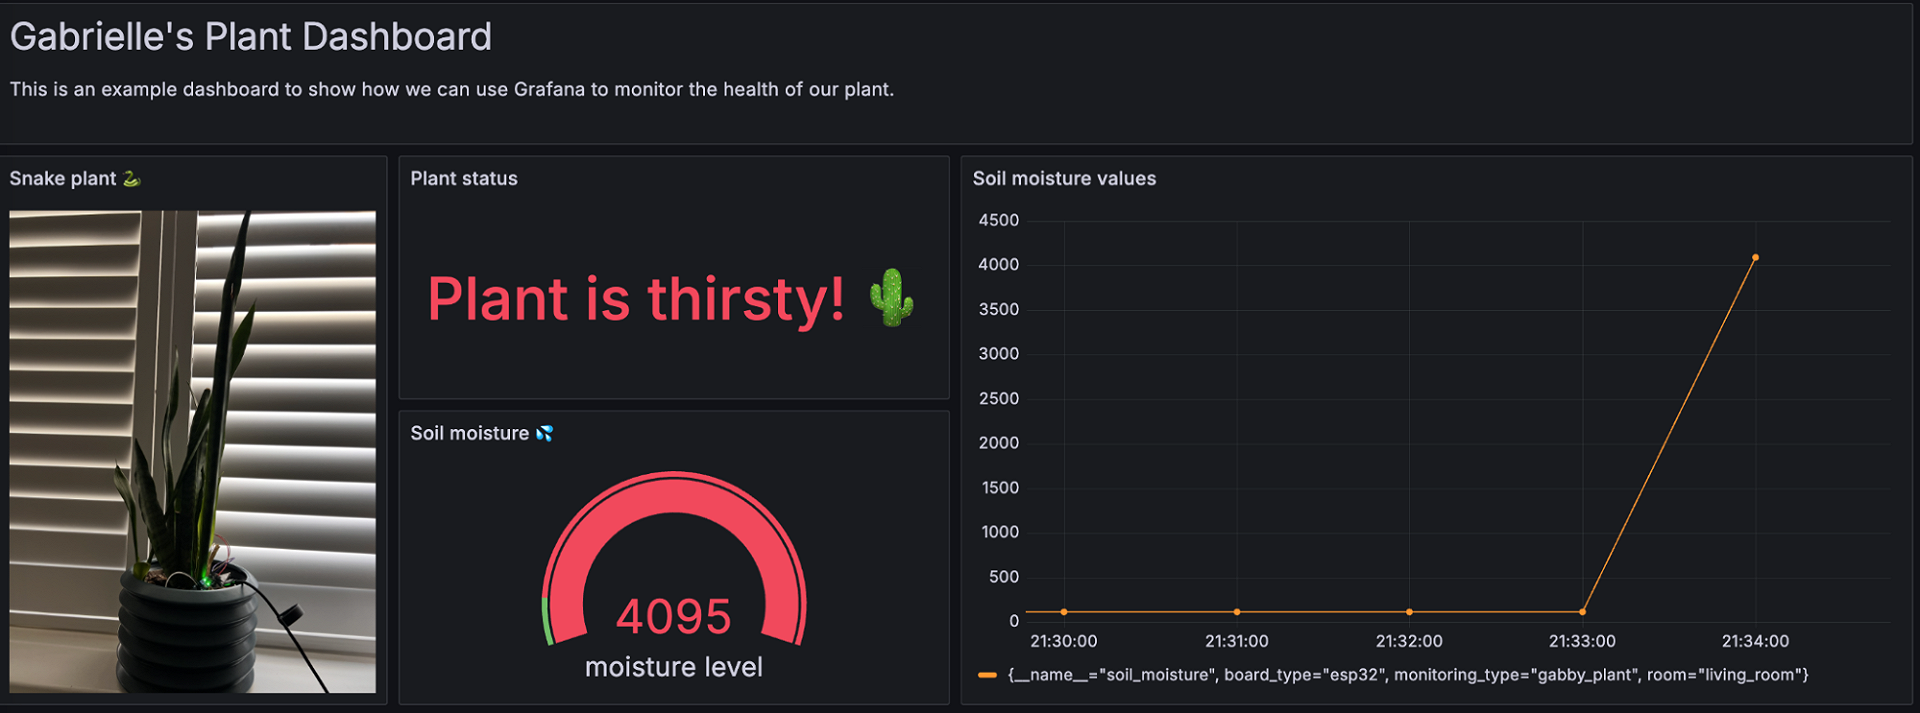 Gabrielle's Plant Dashboard
This is an example dashboard to show how we can use Grafana to monitor the health of our plant.
Snake plant 🐍
Plant status
Plant is thirsty! 🌵
Soil moisture 💦
4095
moisture level
Soil moisture values
4500
4000
3500
3000
2500
2000
1500
1000
500
0
21:30:00 21:31:00 21:32:00 21:33:00 21:34:00
{__name__="soil_moisture", board_type="esp32", monitoring_type="gabby_plant", room="living_room"}